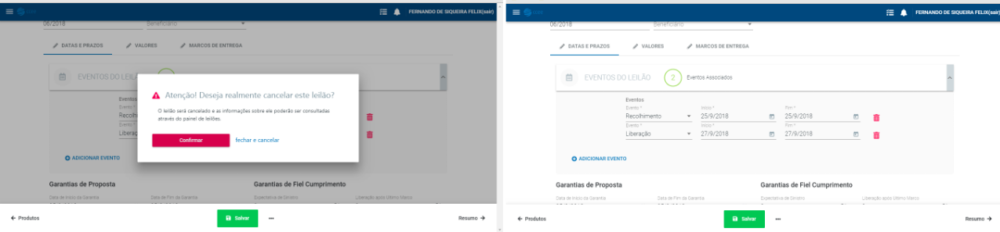 FERNANDO DE SIQUEIRA FELIX(sair)
06/2018
Beneficiário
DATAS E PRAZOS
VALORES
MARCOS DE ENTREGA
EVENTOS DO LEIL
Atenção! Deseja realmente cancelar este leilão?
O leilão será cancelado e as informações sobre ele poderão ser consultadas
através do painel de leilões.
Confirmar fechar e cancelar
Eventos
Evento *
Recolh
Evento *
Liberaç
ADICIONAR EVENTO
Garantias de Proposta
Garantias de Fiel Cumprimento
Data de Início da Garantia
Data de Fim da Garantia
Expectativa de Sinistro
Liberação após Último Marco
Produtos
Salvar
Resumo
FERNANDO DE SIQUEIRA FELIX(sair)
06/2018
Beneficiário
DATAS E PRAZOS
VALORES
MARCOS DE ENTREGA
EVENTOS DO LEILÃO 2 Eventos Associados
Eventos
Evento * Início * Fim *
Recolhimento 25/9/2018 25/9/2018
Evento * Início * Fim *
Liberação 27/9/2018 27/9/2018
ADICIONAR EVENTO
Garantias de Proposta
Garantias de Fiel Cumprimento
Data de Início da Garantia
Data de Fim da Garantia
Expectativa de Sinistro
Liberação após Último Marco
Produtos
Salvar
Resumo